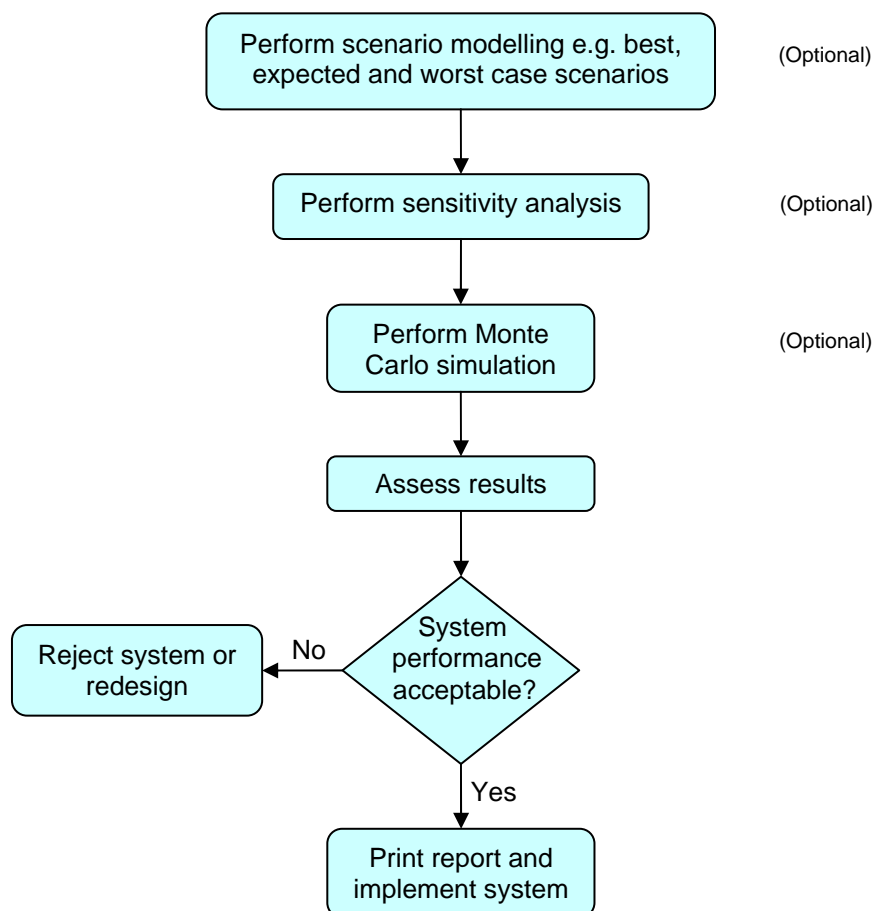 Perform scenario modelling e.g. best,
expected and worst case scenarios
(Optional)
Perform sensitivity analysis
(Optional)
Perform Monte
Carlo simulation
(Optional)
Assess results
System
performance
acceptable?
No
Reject system or
redesign
Yes
Print report and
implement system